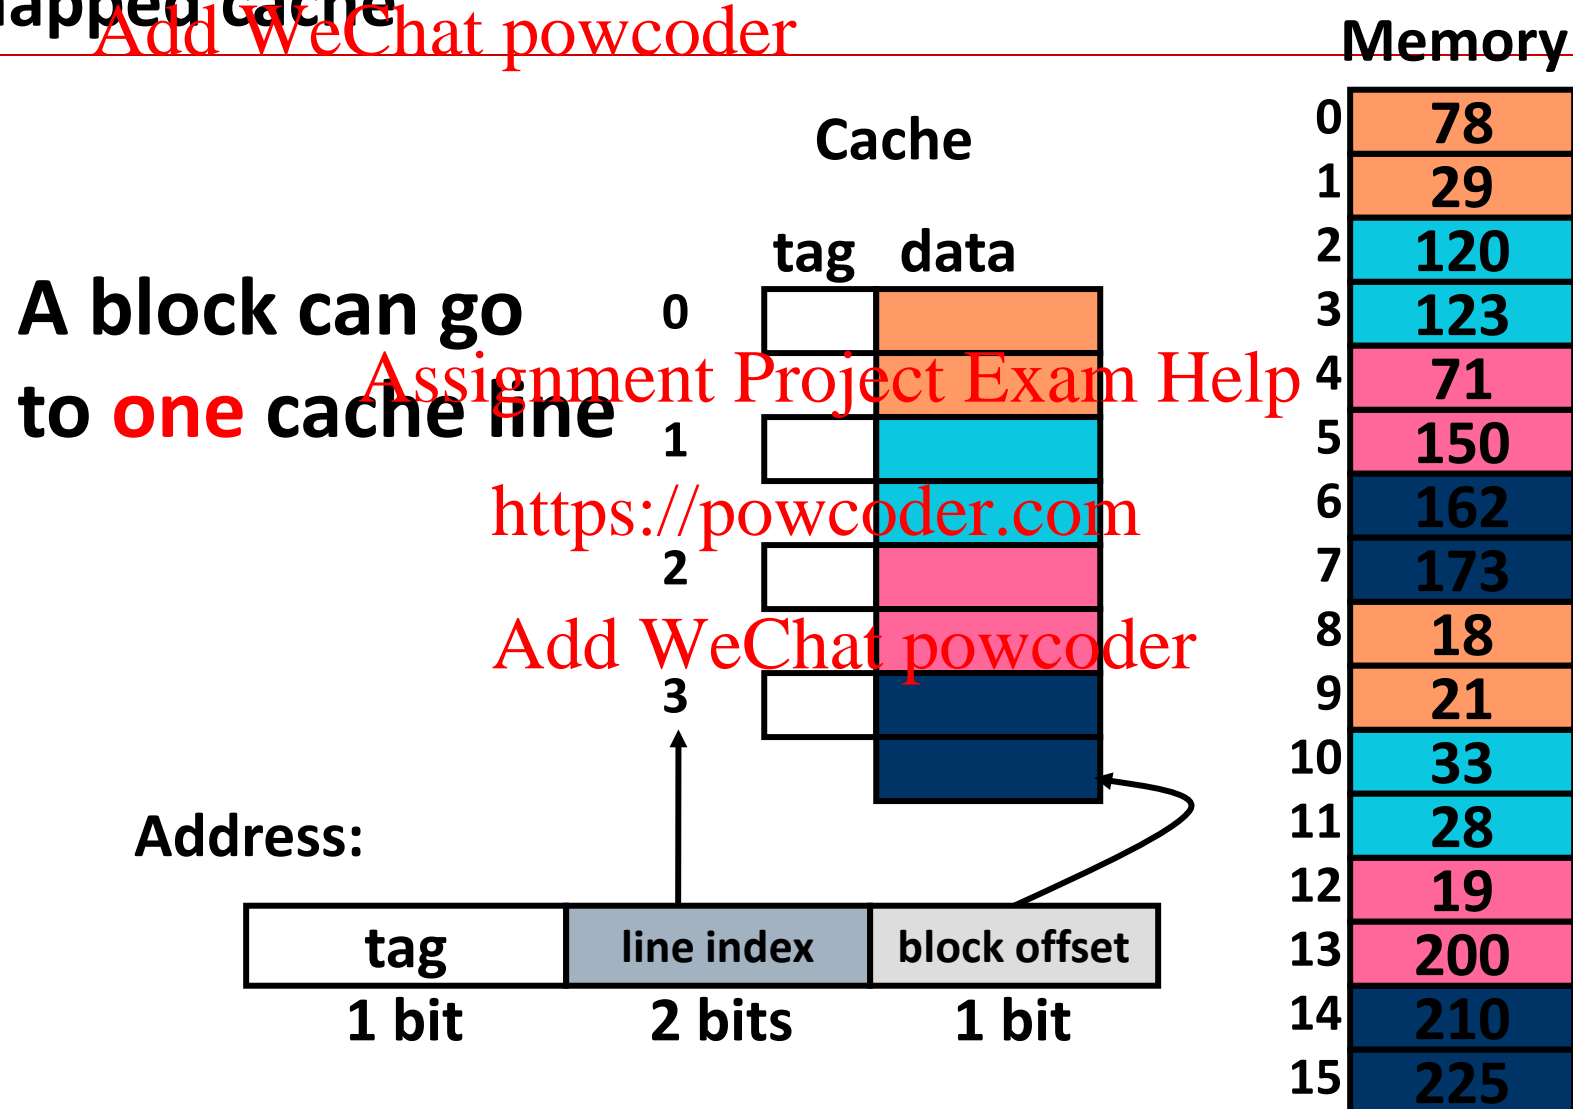 mapped cache
Add WeChat powcoder
Memory
Cache
tag data
A block can go
to one cache line
0
1
2
3
Assignment Project Exam Help
https://powcoder.com
Add WeChat powcoder
Address:
tag line index block offset
1 bit 2 bits 1 bit
0 78
1 29
2 120
3 123
4 71
5 150
6 162
7 173
8 18
9 21
10 33
11 28
12 19
13 200
14 210
15 225